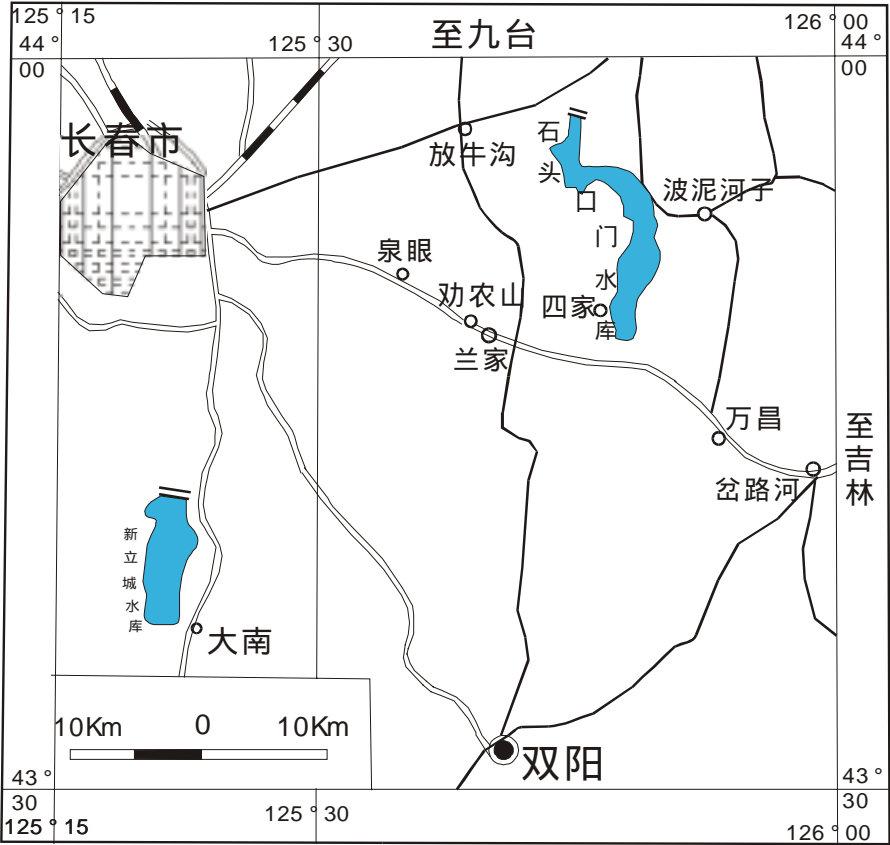 125 ° 15
44 °
00
125 ° 30
至九台
126 ° 00
44 °
00
长春市
放牛沟
石头口门水库
波泥河子
泉眼
劝农山
四家
兰家
万昌
至吉林
岔路河
新立城水库
大南
10Km 0 10Km
双阳
43 °
30
125 ° 15
125 ° 30
43 °
30
126 ° 00